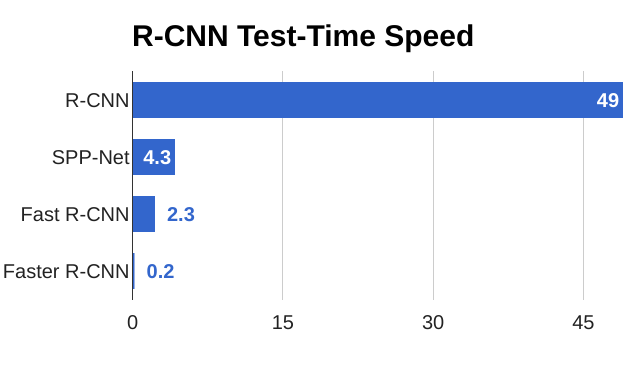 R-CNN Test-Time Speed
R-CNN 49
SPP-Net 4.3
Fast R-CNN 2.3
Faster R-CNN 0.2
0 15 30 45